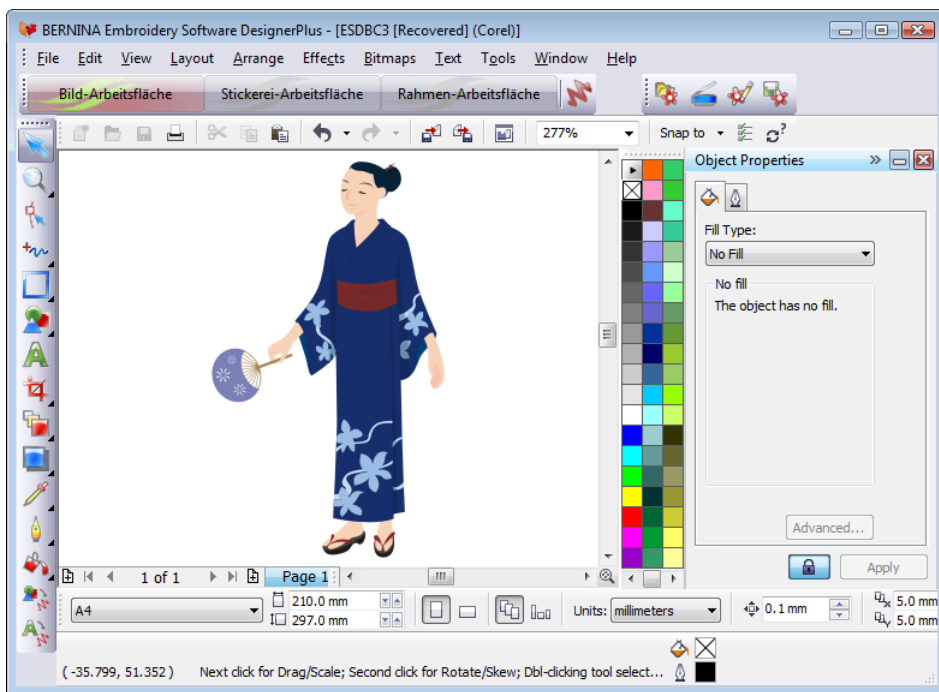 BERNINA Embroidery Software DesignerPlus - [ESDBC3 [Recovered] (Corel)]
File Edit View Layout Arrange Effects Bitmaps Text Tools Window Help
Bild-Arbeitsfläche Stickerei-Arbeitsfläche Rahmen-Arbeitsfläche
277% Snap to
Object Properties
Fill Type:
No Fill
No fill
The object has no fill.
Advanced...
Apply
1 of 1 Page 1
A4 210.0 mm 297.0 mm Units: millimeters 0.1 mm x 5.0 mm y 5.0 mm
(-35.799, 51.352) Next click for Drag/Scale; Second click for Rotate/Skew; Dbl-clicking tool select...